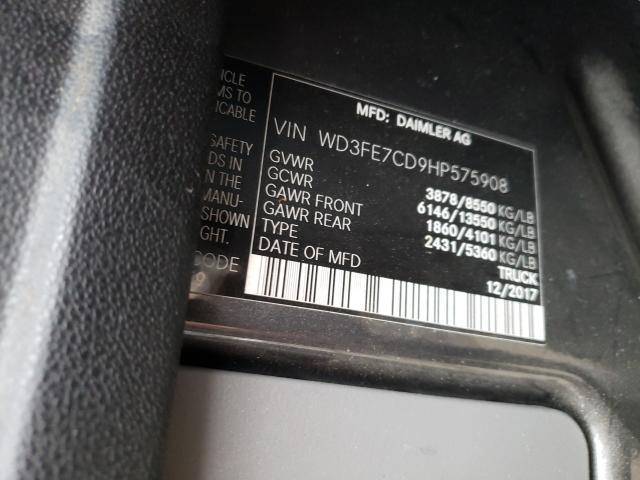 ICLE
MS TO
ICABLE
SAFETY
DS IN
N THE
MANU-
SHOWN
GHT.
CODE
9
MFD: DAIMLER AG
VIN WD3FE7CD9HP575908
GVWR 3878/8550 KG/LB
GCWR 6146/13550 KG/LB
GAWR FRONT 1860/4101 KG/LB
GAWR REAR 2431/5360 KG/LB
TYPE TRUCK
DATE OF MFD 12/2017